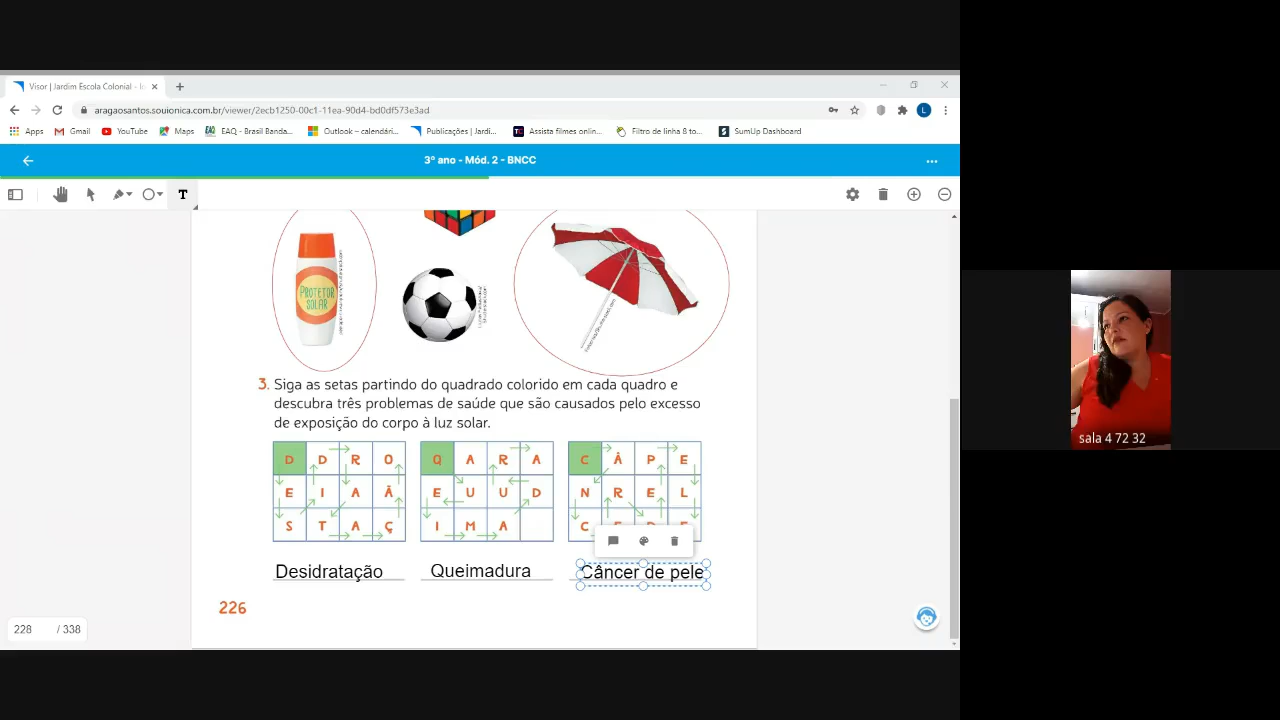 Visor | Jardim Escola Colonial - I
aragaosantos.souionica.com.br/viewer/2ecb1250-00c1-11ea-90d4-bd0df573e3ad
Apps Gmail YouTube Maps EAQ - Brasil Banda... Outlook – calendári... Publicações | Jardi... Assista filmes onlin... Filtro de linha 8 to... SumUp Dashboard
3º ano - Mód. 2 - BNCC
T
PROTETOR
SOLAR
3. Siga as setas partindo do quadrado colorido em cada quadro e
descubra três problemas de saúde que são causados pelo excesso
de exposição do corpo à luz solar.
D D R O Q A R A C Â P E
E I A Ã E U U D N R E L
S T A Ç I M A C E D E
Desidratação Queimadura Câncer de pele
226
228 / 338
sala 4 72 32